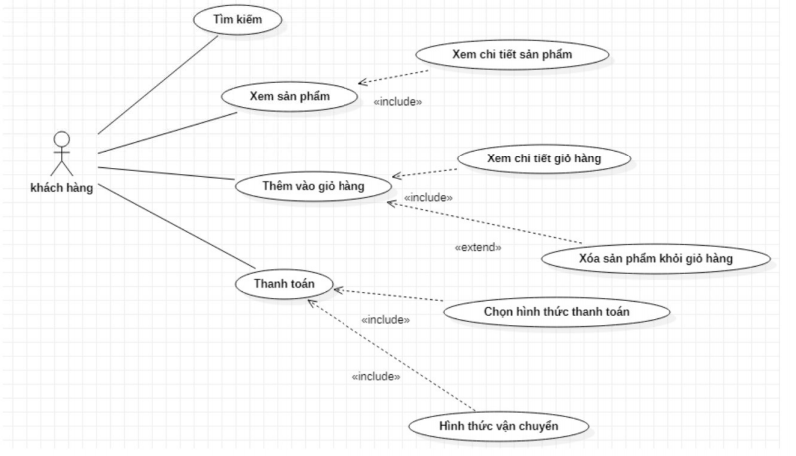 Tìm kiếm
Xem chi tiết sản phẩm
Xem sản phẩm
«include»
Xem chi tiết giỏ hàng
khách hàng
Thêm vào giỏ hàng
«include»
«extend»
Xóa sản phẩm khỏi giỏ hàng
Thanh toán
Chọn hình thức thanh toán
«include»
«include»
Hình thức vận chuyển